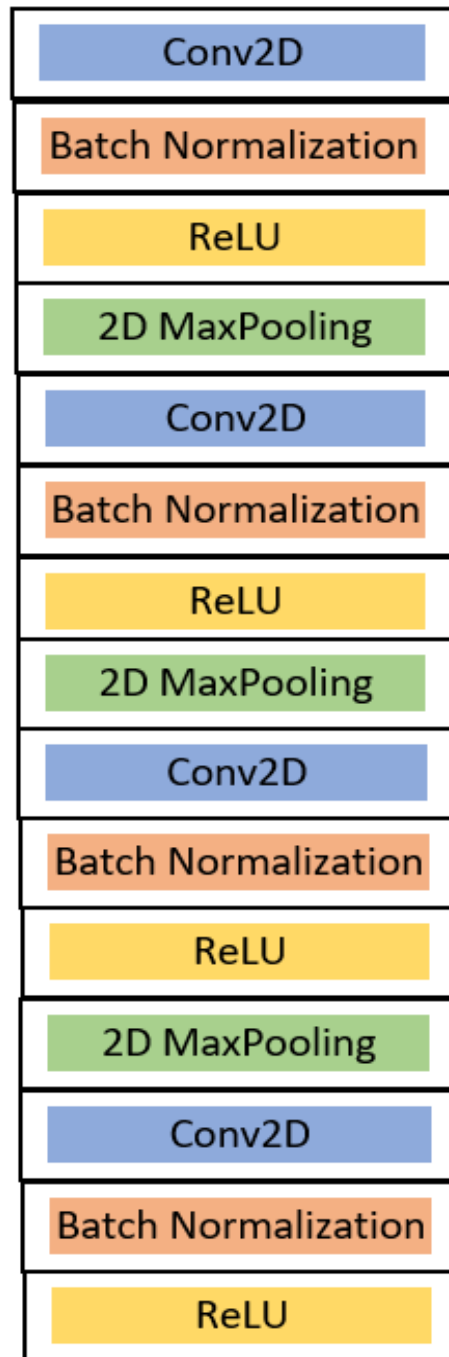 Conv2D
Batch Normalization
ReLU
2D MaxPooling
Conv2D
Batch Normalization
ReLU
2D MaxPooling
Conv2D
Batch Normalization
ReLU
2D MaxPooling
Conv2D
Batch Normalization
ReLU